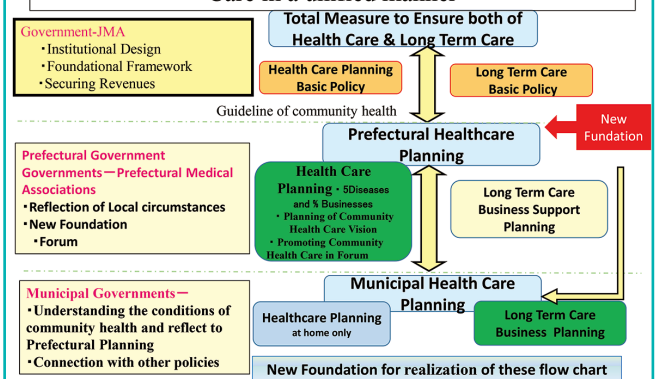 Care in a unified manner
Total Measure to Ensure both of
Health Care & Long Term Care
Government-JMA
・Institutional Design
・Foundational Framework
・Securing Revenues
Health Care Planning
Basic Policy
Long Term Care
Basic Policy
Guideline of community health
New
Fundation
Prefectural Healthcare
Planning
Prefectural Government
Governments－Prefectural Medical
Associations
・Reflection of Local circumstances
・New Foundation
・Forum
Health Care
Planning・5Diseases
and % Businesses
・Planning of Community
Health Care Vision
・Promoting Community
Health Care in Forum
Long Term Care
Business Support
Planning
Municipal Health Care
Planning
Municipal Governments－
・Understanding the conditions of
community health and reflect to
Prefectural Planning
・Connection with other policies
Healthcare Planning
at home only
Long Term Care
Business Planning
New Foundation for realization of these flow chart